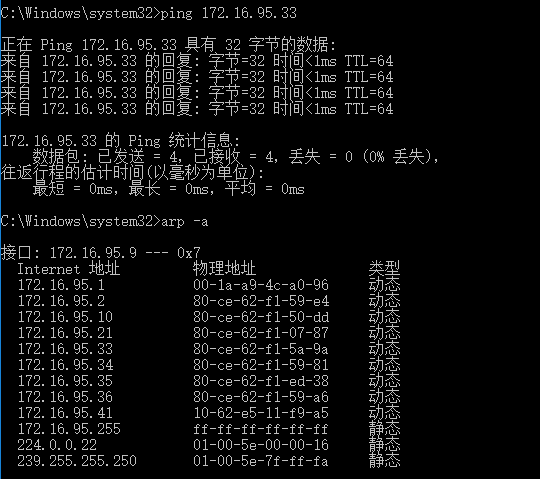 C:\Windows\system32>ping 172.16.95.33
正在 Ping 172.16.95.33 具有 32 字节的数据:
来自 172.16.95.33 的回复: 字节=32 时间<1ms TTL=64
来自 172.16.95.33 的回复: 字节=32 时间<1ms TTL=64
来自 172.16.95.33 的回复: 字节=32 时间<1ms TTL=64
来自 172.16.95.33 的回复: 字节=32 时间<1ms TTL=64
172.16.95.33 的 Ping 统计信息:
数据包: 已发送 = 4, 已接收 = 4, 丢失 = 0 (0% 丢失),
往返行程的估计时间(以毫秒为单位):
最短 = 0ms, 最长 = 0ms, 平均 = 0ms
C:\Windows\system32>arp -a
接口: 172.16.95.9 --- 0x7
Internet 地址 物理地址 类型
172.16.95.1 00-1a-a9-4c-a0-96 动态
172.16.95.2 80-ce-62-f1-59-e4 动态
172.16.95.10 80-ce-62-f1-50-dd 动态
172.16.95.21 80-ce-62-f1-07-87 动态
172.16.95.33 80-ce-62-f1-5a-9a 动态
172.16.95.34 80-ce-62-f1-59-81 动态
172.16.95.35 80-ce-62-f1-ed-38 动态
172.16.95.36 80-ce-62-f1-59-a6 动态
172.16.95.41 10-62-e5-11-f9-a5 动态
172.16.95.255 ff-ff-ff-ff-ff-ff 静态
224.0.0.22 01-00-5e-00-00-16 静态
239.255.255.250 01-00-5e-7f-ff-fa 静态